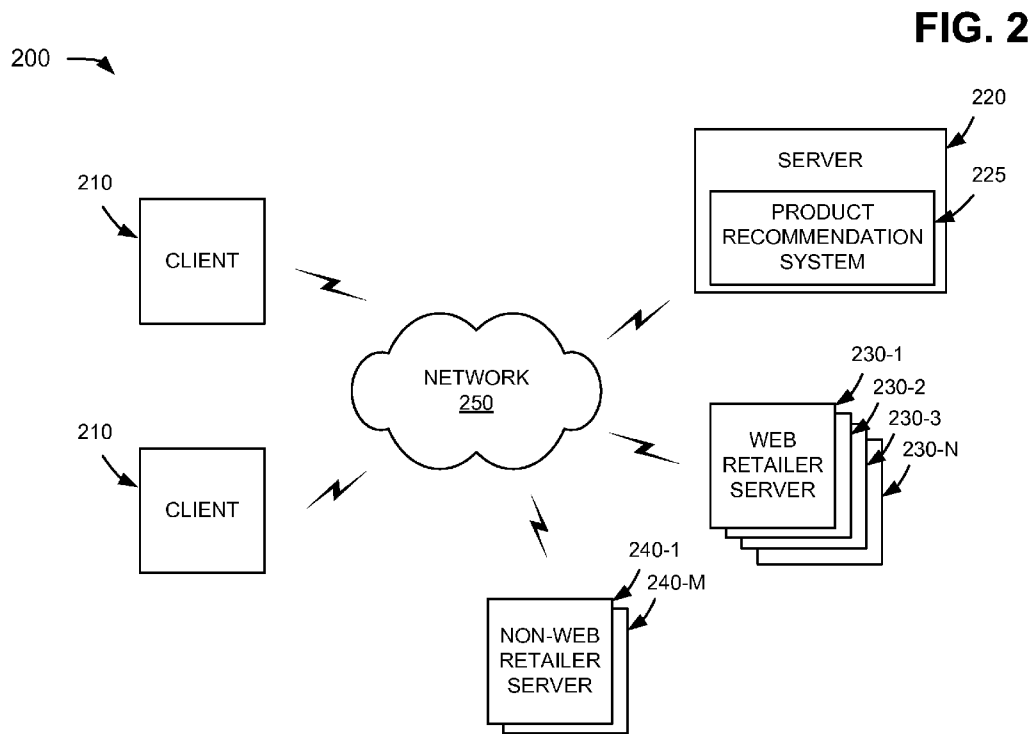 FIG. 2
200
220
SERVER
225
PRODUCT
RECOMMENDATION
SYSTEM
210
CLIENT
NETWORK
250
210
CLIENT
230-1
230-2
230-3
230-N
WEB
RETAILER
SERVER
240-1
240-M
NON-WEB
RETAILER
SERVER